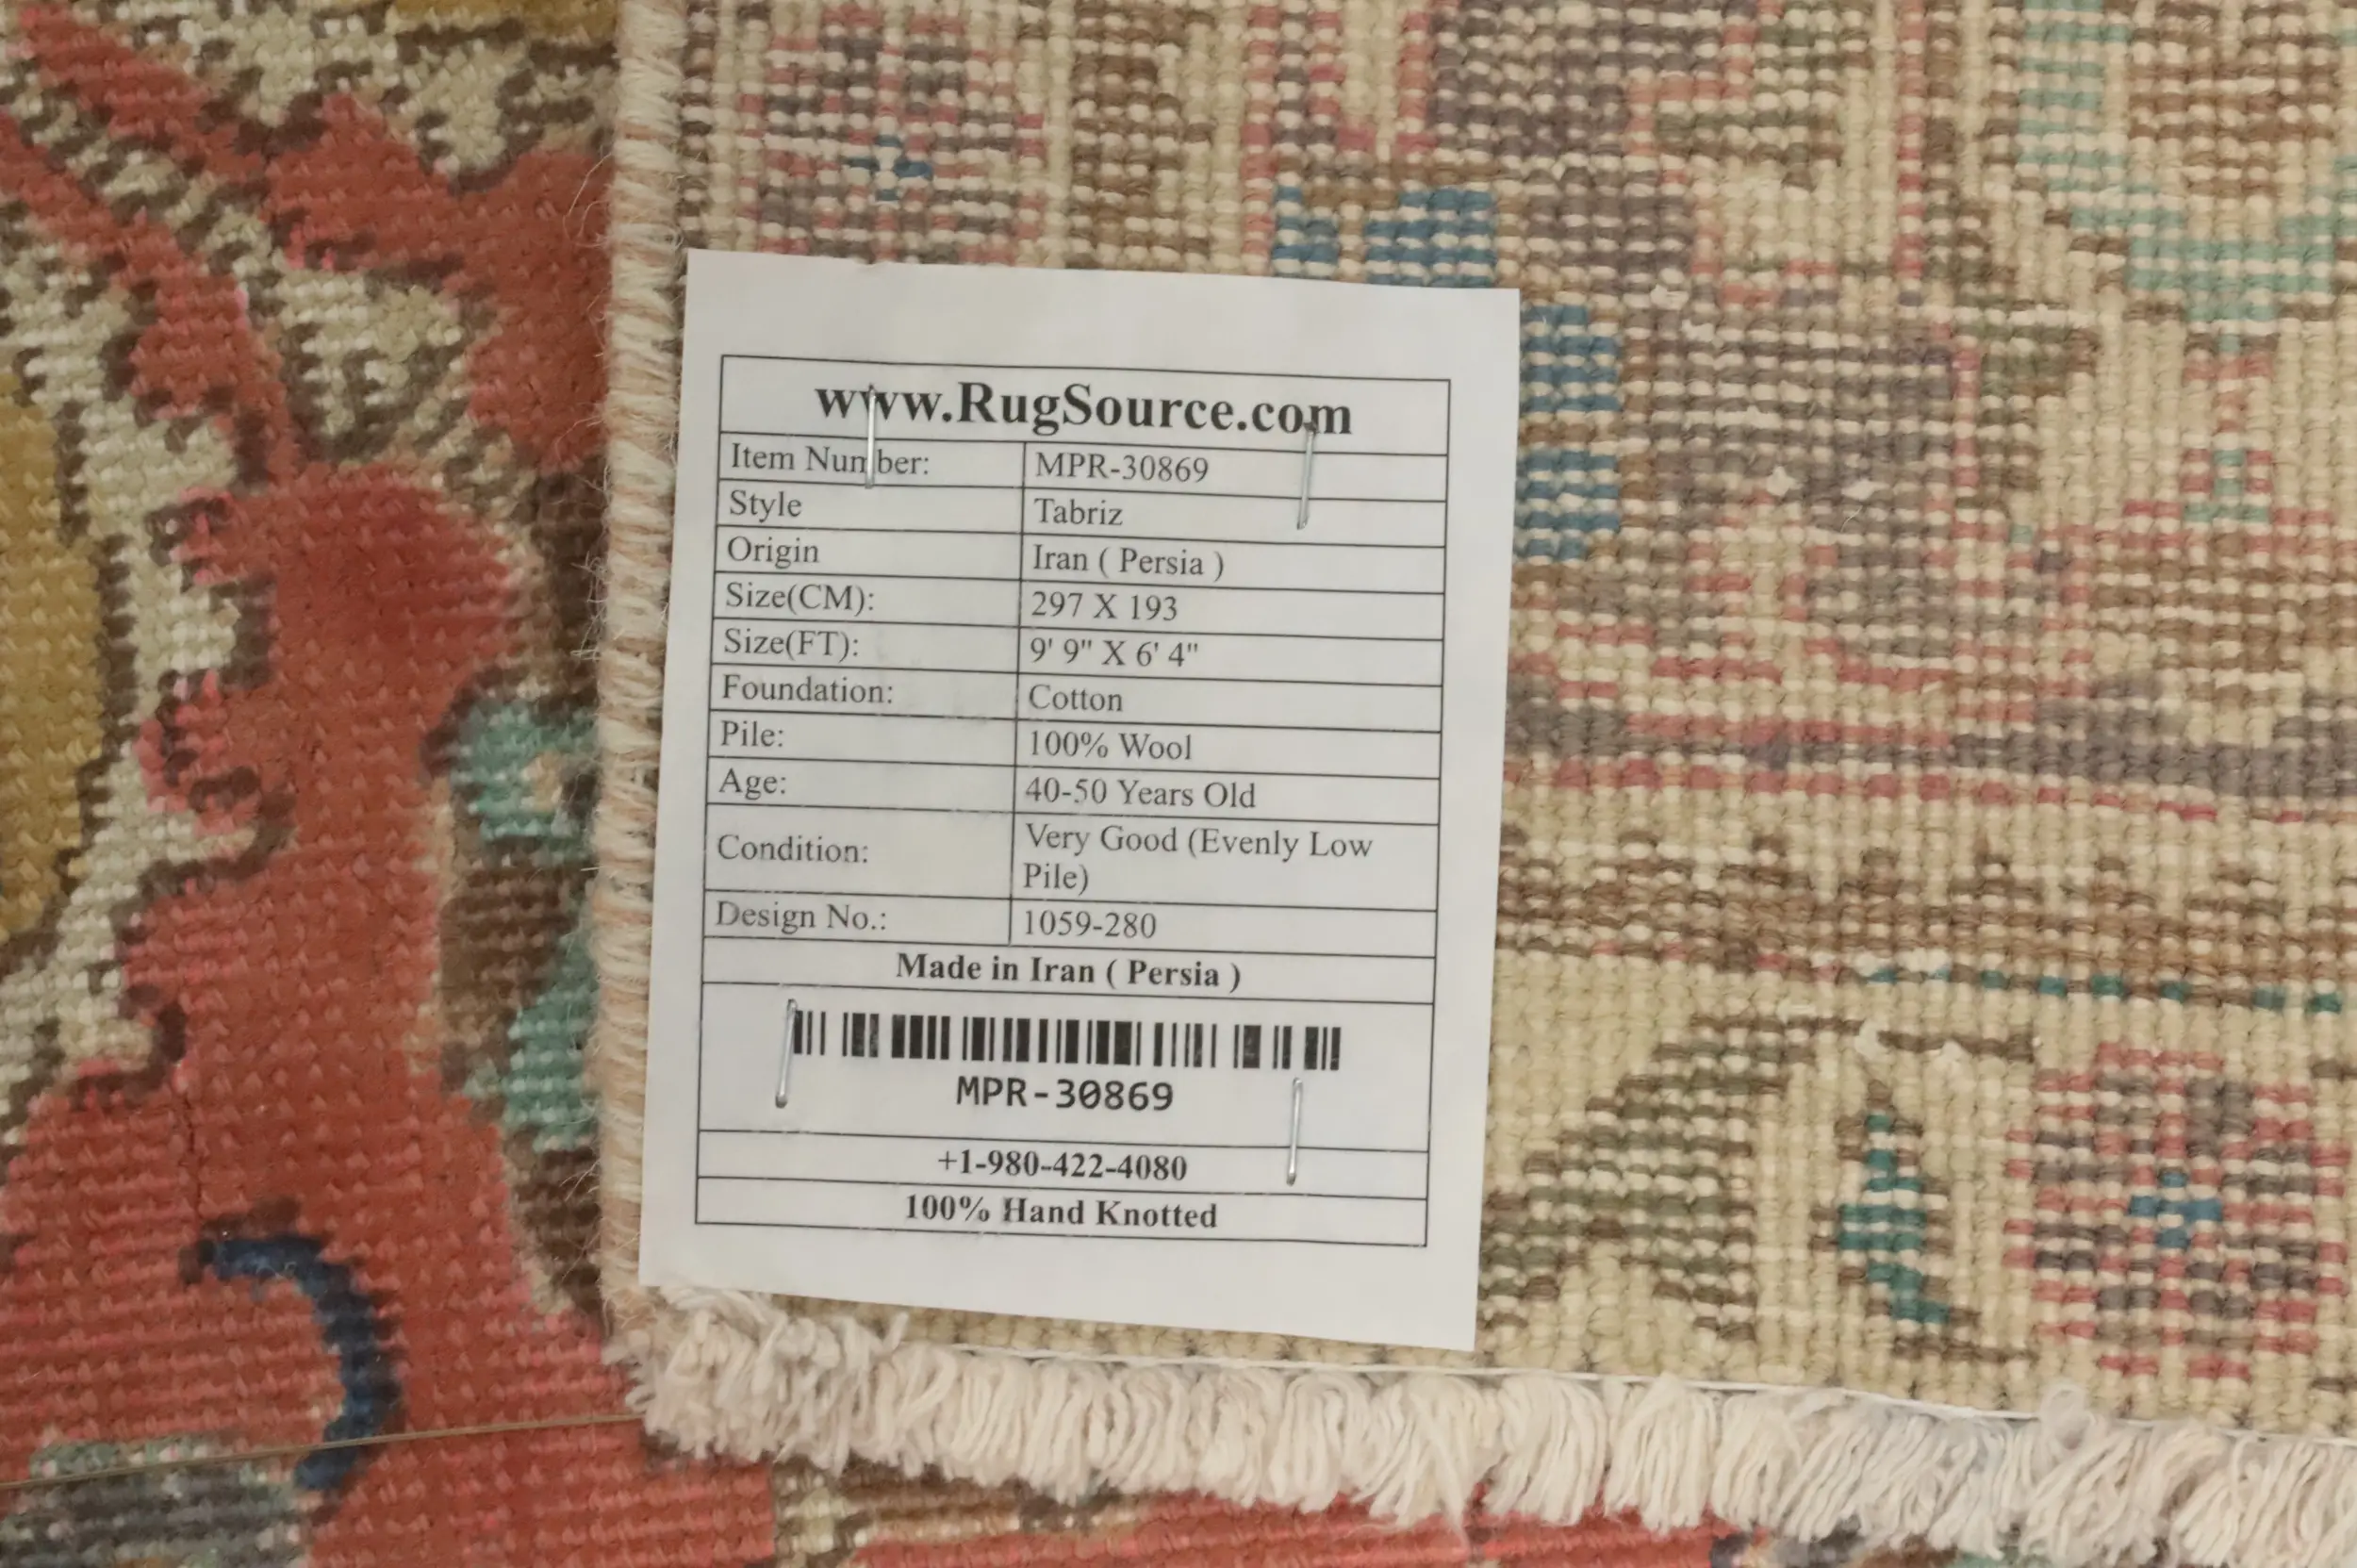 www.RugSource.com
Item Number: MPR-30869
Style Tabriz
Origin Iran ( Persia )
Size(CM): 297 X 193
Size(FT): 9' 9" X 6' 4"
Foundation: Cotton
Pile: 100% Wool
Age: 40-50 Years Old
Condition: Very Good (Evenly Low
Pile)
Design No.: 1059-280
Made in Iran ( Persia )
MPR-30869
+1-980-422-4080
100% Hand Knotted